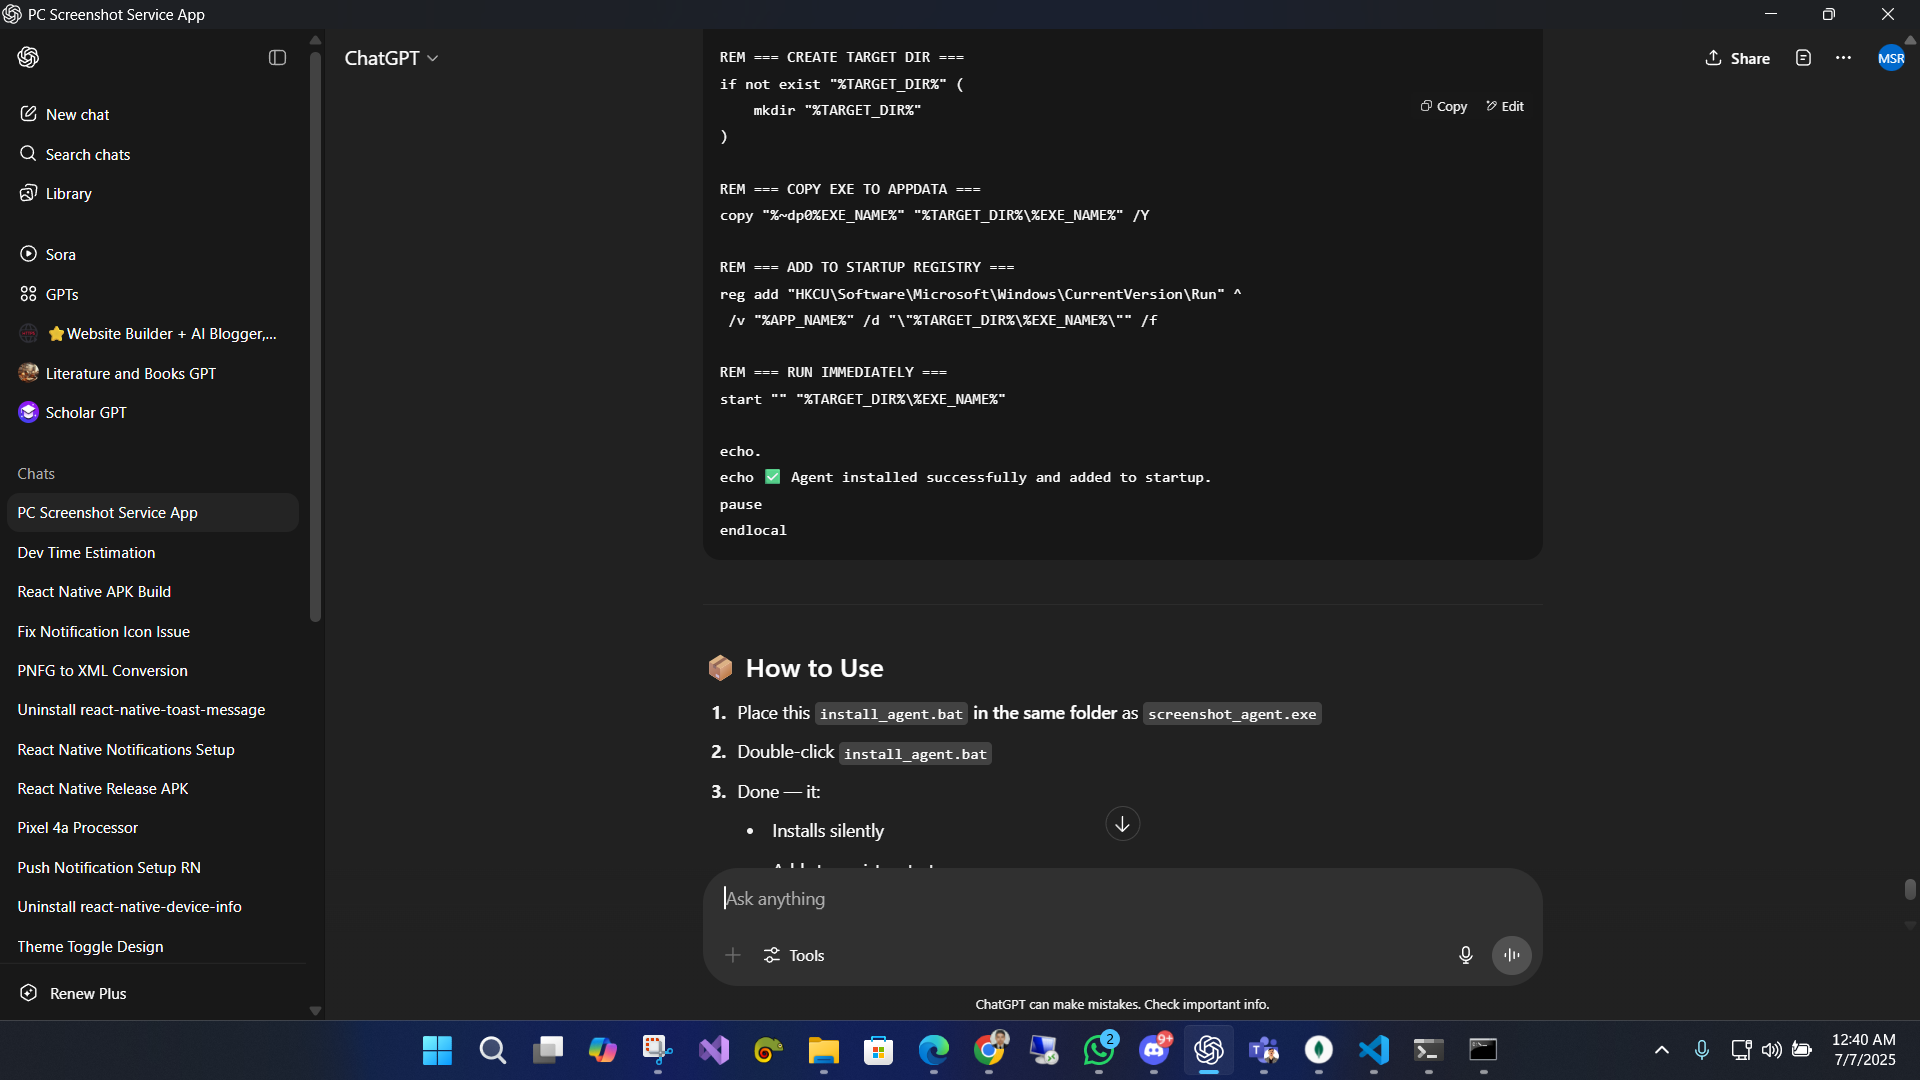 PC Screenshot Service App
ChatGPT
Share
MSR
New chat
Search chats
Library
Sora
GPTs
⭐Website Builder + AI Blogger,...
Literature and Books GPT
Scholar GPT
Chats
PC Screenshot Service App
Dev Time Estimation
React Native APK Build
Fix Notification Icon Issue
PNFG to XML Conversion
Uninstall react-native-toast-message
React Native Notifications Setup
React Native Release APK
Pixel 4a Processor
Push Notification Setup RN
Uninstall react-native-device-info
Theme Toggle Design
Renew Plus
Copy Edit
REM === CREATE TARGET DIR ===
if not exist "%TARGET_DIR%" (
    mkdir "%TARGET_DIR%"
)
REM === COPY EXE TO APPDATA ===
copy "%~dp0%EXE_NAME%" "%TARGET_DIR%\%EXE_NAME%" /Y
REM === ADD TO STARTUP REGISTRY ===
reg add "HKCU\Software\Microsoft\Windows\CurrentVersion\Run" ^
 /v "%APP_NAME%" /d "\"%TARGET_DIR%\%EXE_NAME%\"" /f
REM === RUN IMMEDIATELY ===
start "" "%TARGET_DIR%\%EXE_NAME%"
echo.
echo ✅ Agent installed successfully and added to startup.
pause
endlocal
📦 How to Use
1. Place this install_agent.bat in the same folder as screenshot_agent.exe
2. Double-click install_agent.bat
3. Done — it:
• Installs silently
Ask anything
Tools
ChatGPT can make mistakes. Check important info.
2
9+
12:40 AM
7/7/2025